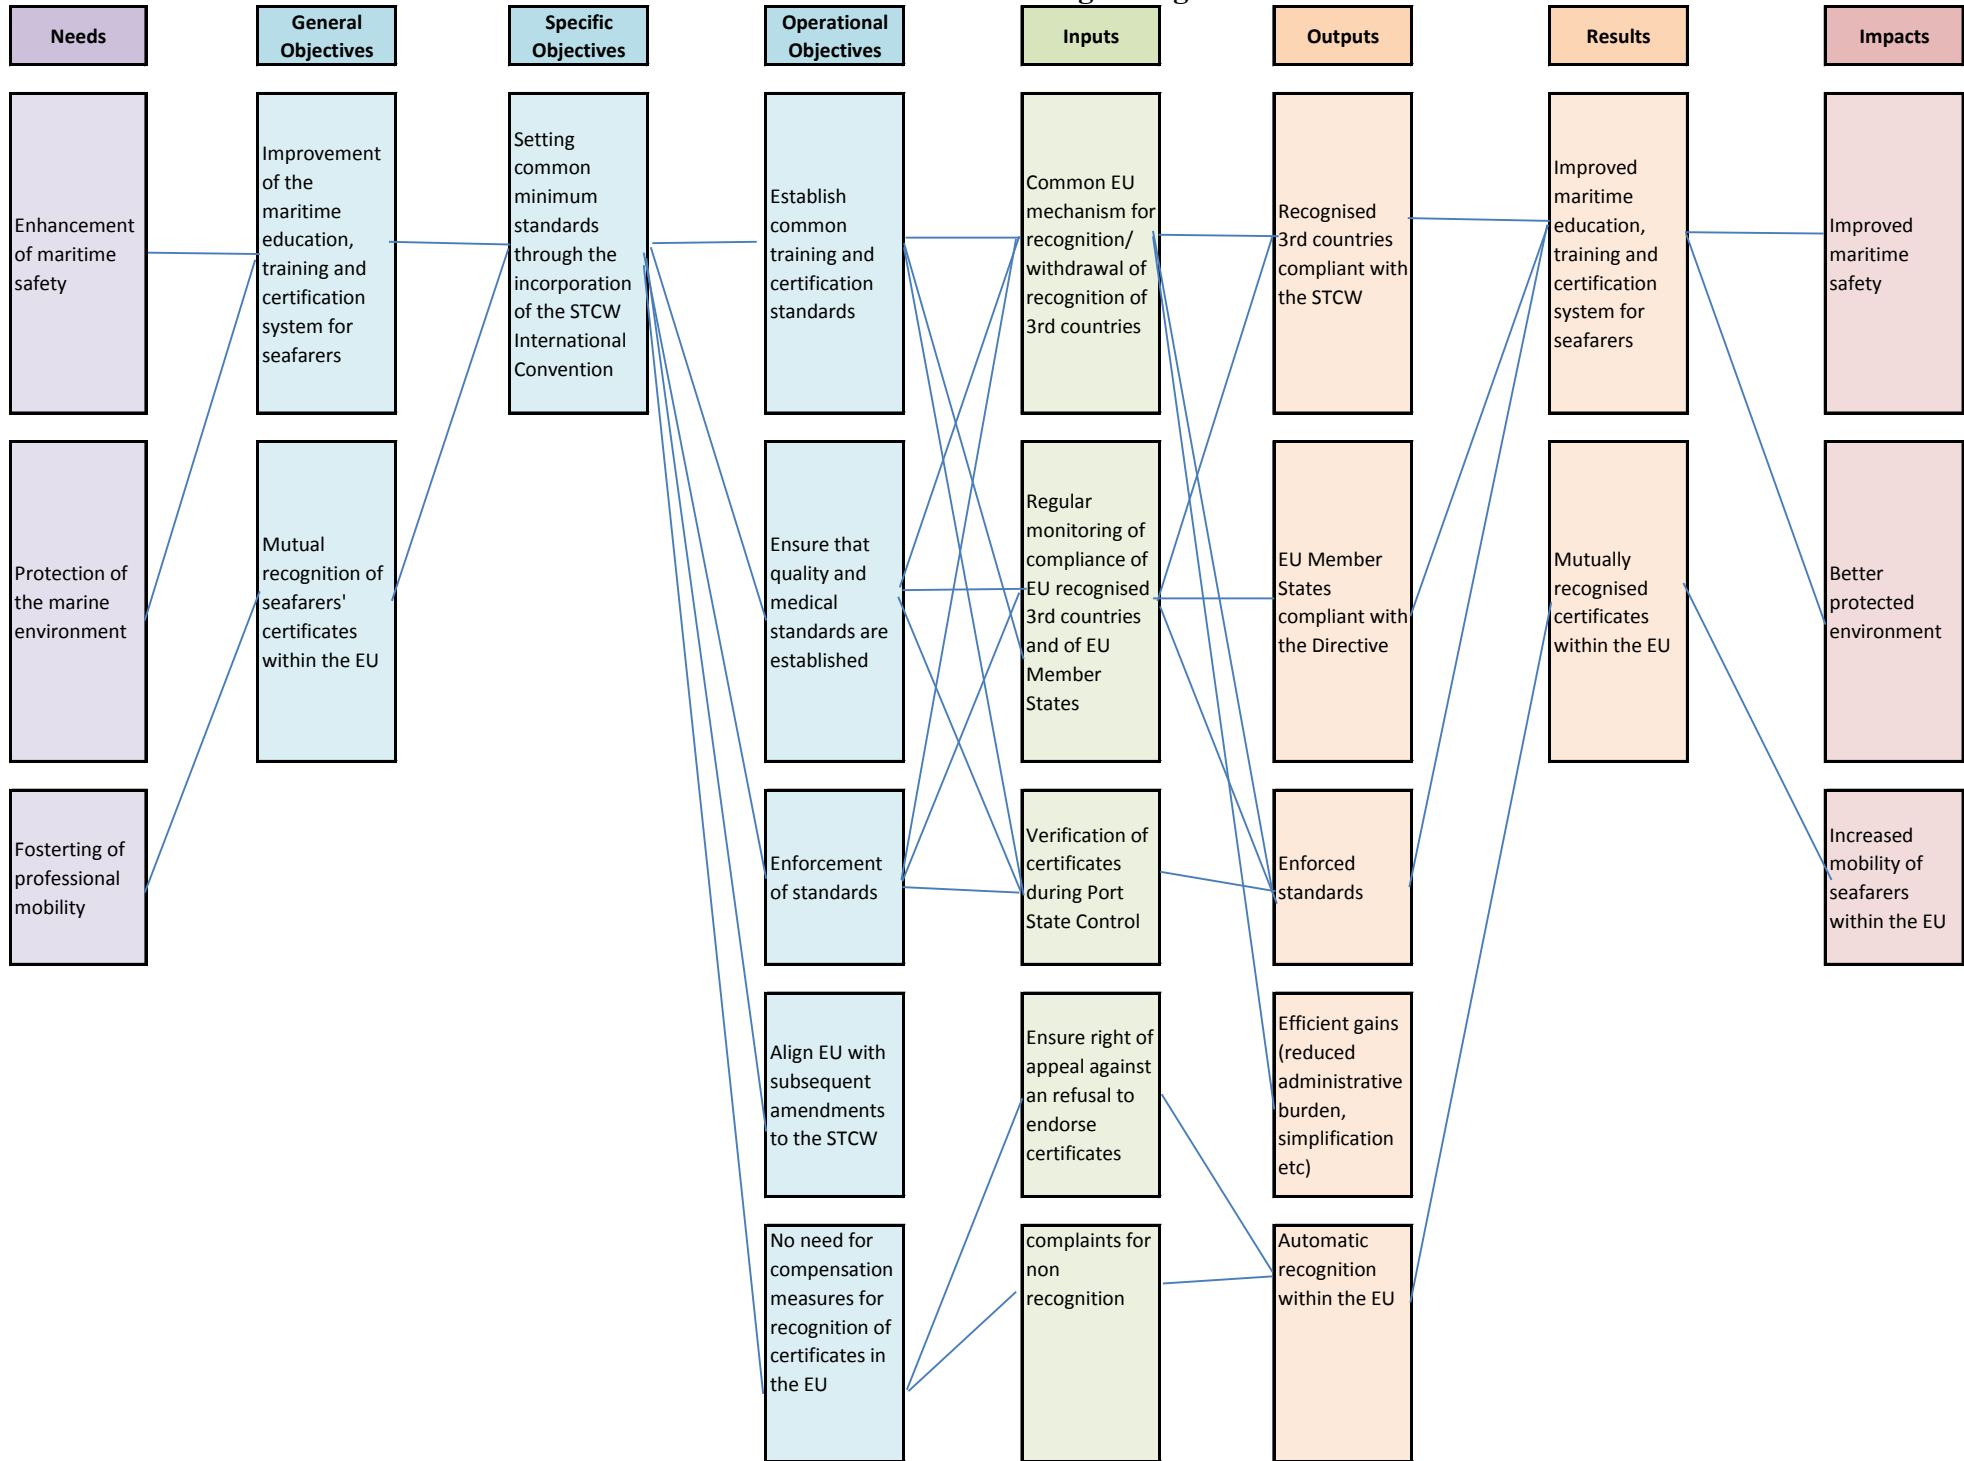 Needs
General
Objectives
Specific
Objectives
Operational
Objectives
Inputs
Outputs
Results
Impacts
Enhancement
of maritime
safety
Improvement
of the
maritime
education,
training and
certification
system for
seafarers
Setting
common
minimum
standards
through the
incorporation
of the STCW
International
Convention
Establish
common
training and
certification
standards
Common EU
mechanism for
recognition/
withdrawal of
recognition of
3rd countries
Recognised
3rd countries
compliant with
the STCW
Improved
maritime
education,
training and
certification
system for
seafarers
Improved
maritime
safety
Protection of
the marine
environment
Mutual
recognition of
seafarers'
certificates
within the EU
Ensure that
quality and
medical
standards are
established
Regular
monitoring of
compliance of
EU recognised
3rd countries
and of EU
Member
States
EU Member
States
compliant with
the Directive
Mutually
recognised
certificates
within the EU
Better
protected
environment
Fosterting of
professional
mobility
Enforcement
of standards
Verification of
certificates
during Port
State Control
Enforced
standards
Increased
mobility of
seafarers
within the EU
Align EU with
subsequent
amendments
to the STCW
Ensure right of
appeal against
an refusal to
endorse
certificates
Efficient gains
(reduced
administrative
burden,
simplification
etc)
No need for
compensation
measures for
recognition of
certificates in
the EU
complaints for
non
recognition
Automatic
recognition
within the EU